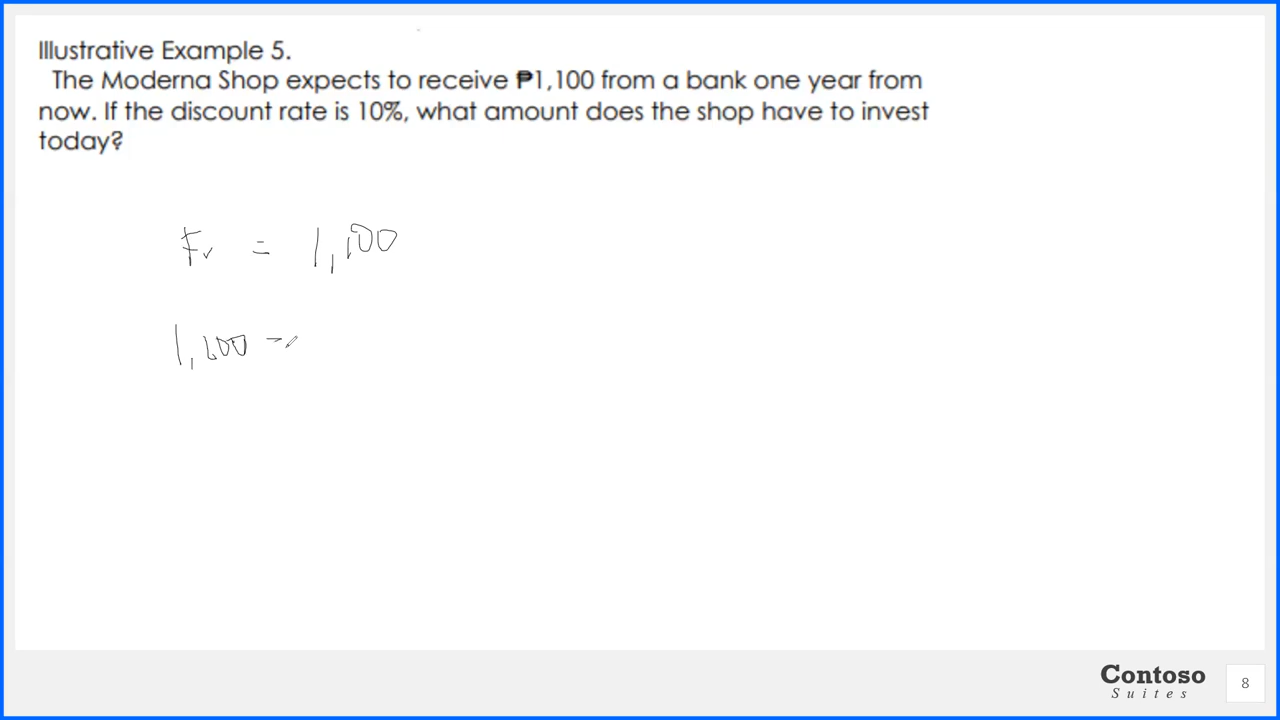 Illustrative Example 5.
The Moderna Shop expects to receive ₱1,100 from a bank one year from
now. If the discount rate is 10%, what amount does the shop have to invest
today?
Fv = 1,100
1,100 =
Contoso
Suites
8